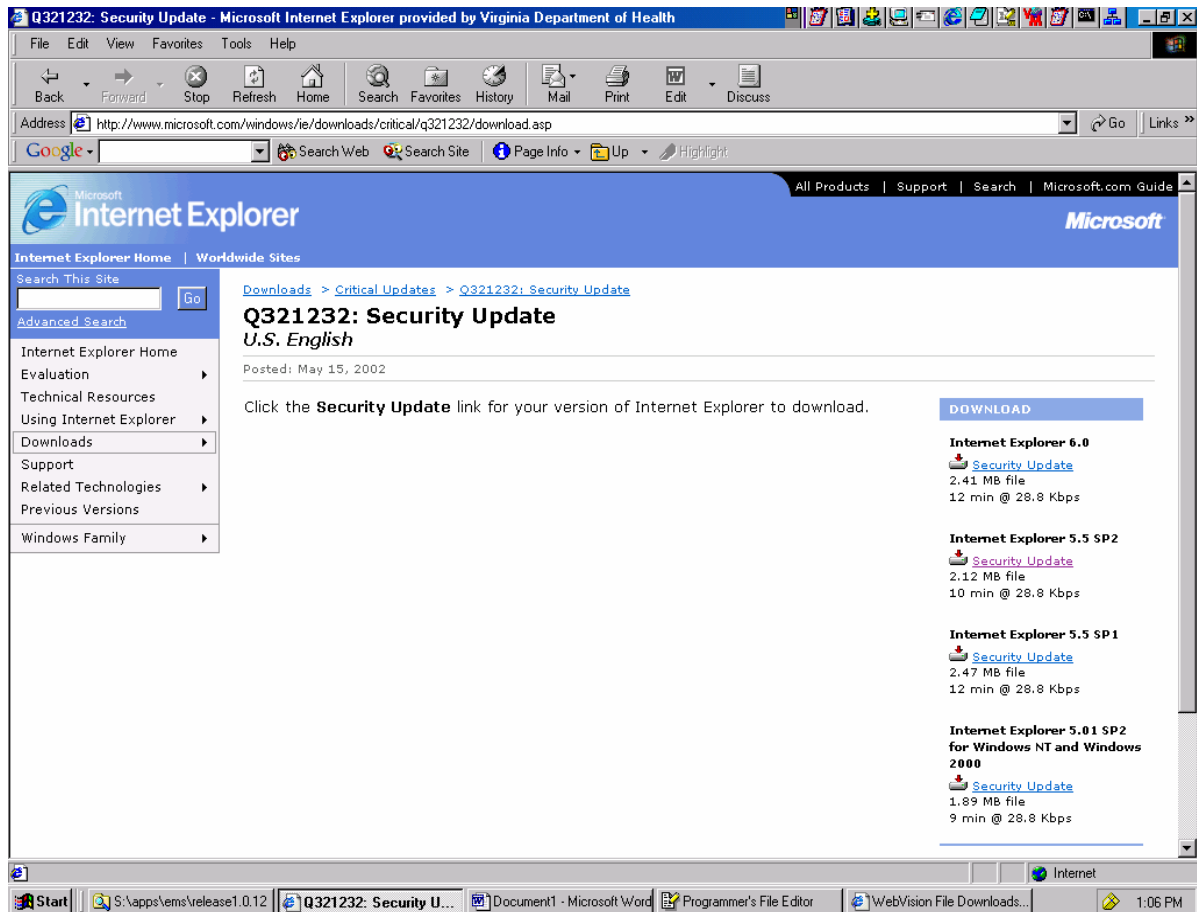 Q321232: Security Update - Microsoft Internet Explorer provided by Virginia Department of Health
File Edit View Favorites Tools Help
Back Forward Stop Refresh Home Search Favorites History Mail Print Edit Discuss
Address http://www.microsoft.com/windows/ie/downloads/critical/q321232/download.asp Go Links »
Google Search Web Search Site Page Info Up Highlight
All Products | Support | Search | Microsoft.com Guide
Microsoft
Internet Explorer
Microsoft
Internet Explorer Home | Worldwide Sites
Search This Site
Go
Advanced Search
Internet Explorer Home
Evaluation
Technical Resources
Using Internet Explorer
Downloads
Support
Related Technologies
Previous Versions
Windows Family
Downloads > Critical Updates > Q321232: Security Update
Q321232: Security Update
U.S. English
Posted: May 15, 2002
Click the Security Update link for your version of Internet Explorer to download.
DOWNLOAD
Internet Explorer 6.0
Security Update
2.41 MB file
12 min @ 28.8 Kbps
Internet Explorer 5.5 SP2
Security Update
2.12 MB file
10 min @ 28.8 Kbps
Internet Explorer 5.5 SP1
Security Update
2.47 MB file
12 min @ 28.8 Kbps
Internet Explorer 5.01 SP2
for Windows NT and Windows
2000
Security Update
1.89 MB file
9 min @ 28.8 Kbps
Internet
Start S:\apps\ems\release1.0.12 Q321232: Security U... Document1 - Microsoft Word Programmer's File Editor WebVision File Downloads... 1:06 PM